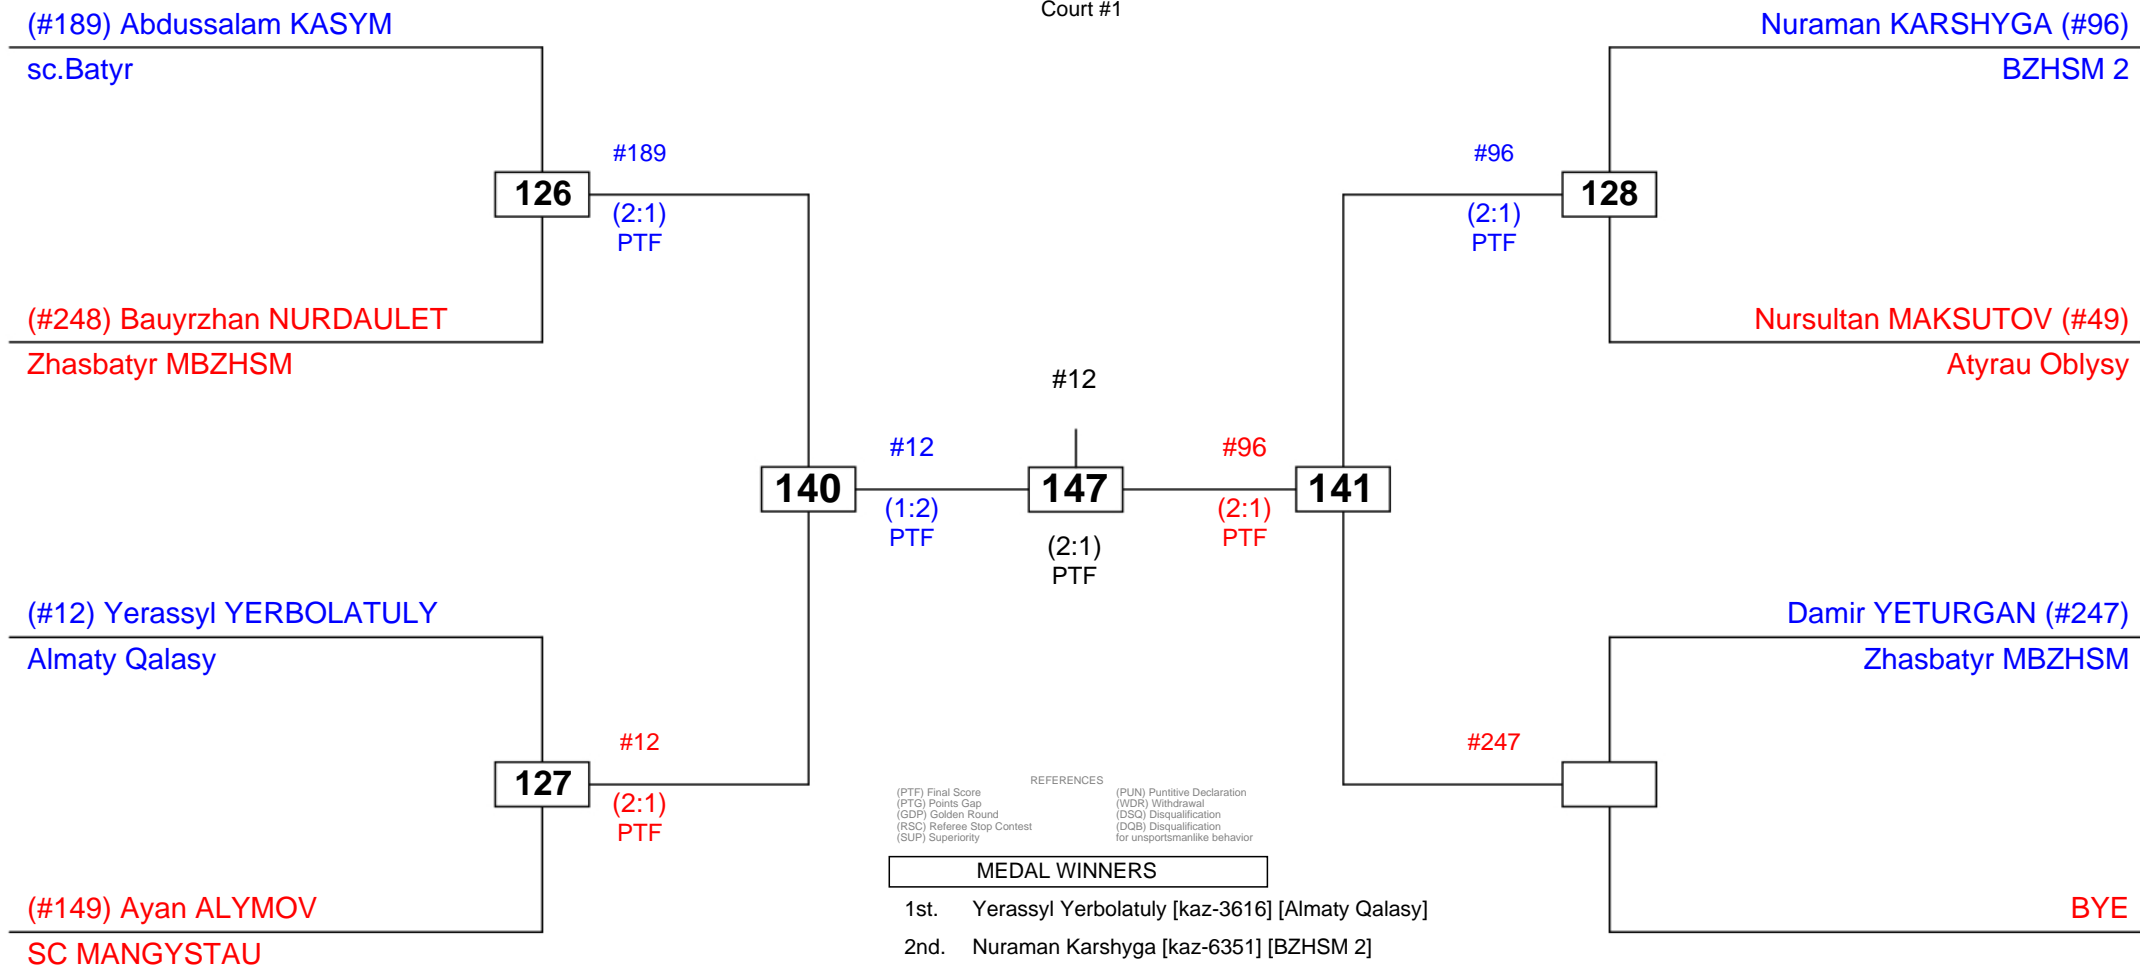 Court #1
(#189) Abdussalam KASYM
sc.Batyr
Nuraman KARSHYGA (#96)
BZHSM 2
#189
126
(2:1)
PTF
#96
128
(2:1)
PTF
(#248) Bauyrzhan NURDAULET
Zhasbatyr MBZHSM
Nursultan MAKSUTOV (#49)
Atyrau Oblysy
#12
140
#12
(1:2)
PTF
147
(2:1)
PTF
#96
(2:1)
PTF
141
(#12) Yerassyl YERBOLATULY
Almaty Qalasy
Damir YETURGAN (#247)
Zhasbatyr MBZHSM
#12
127
(2:1)
PTF
#247
(#149) Ayan ALYMOV
SC MANGYSTAU
BYE
REFERENCES
(PTF) Final Score
(PTG) Points Gap
(GDP) Golden Round
(RSC) Referee Stop Contest
(SUP) Superiority
(PUN) Puntitive Declaration
(WDR) Withdrawal
(DSQ) Disqualification
(DQB) Disqualification
for unsportsmanlike behavior
MEDAL WINNERS
1st. Yerassyl Yerbolatuly [kaz-3616] [Almaty Qalasy]
2nd. Nuraman Karshyga [kaz-6351] [BZHSM 2]